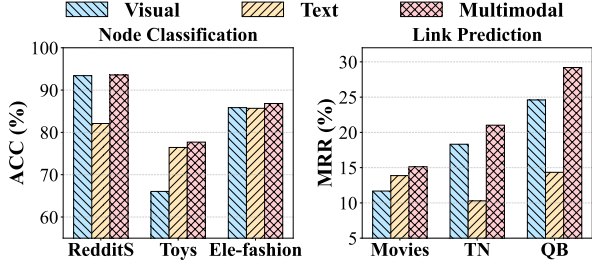 Visual Text Multimodal
Node Classification
ACC (%)
100
90
80
70
60
RedditS Toys Ele-fashion
Link Prediction
MRR (%)
30
25
20
15
10
5
Movies TN QB